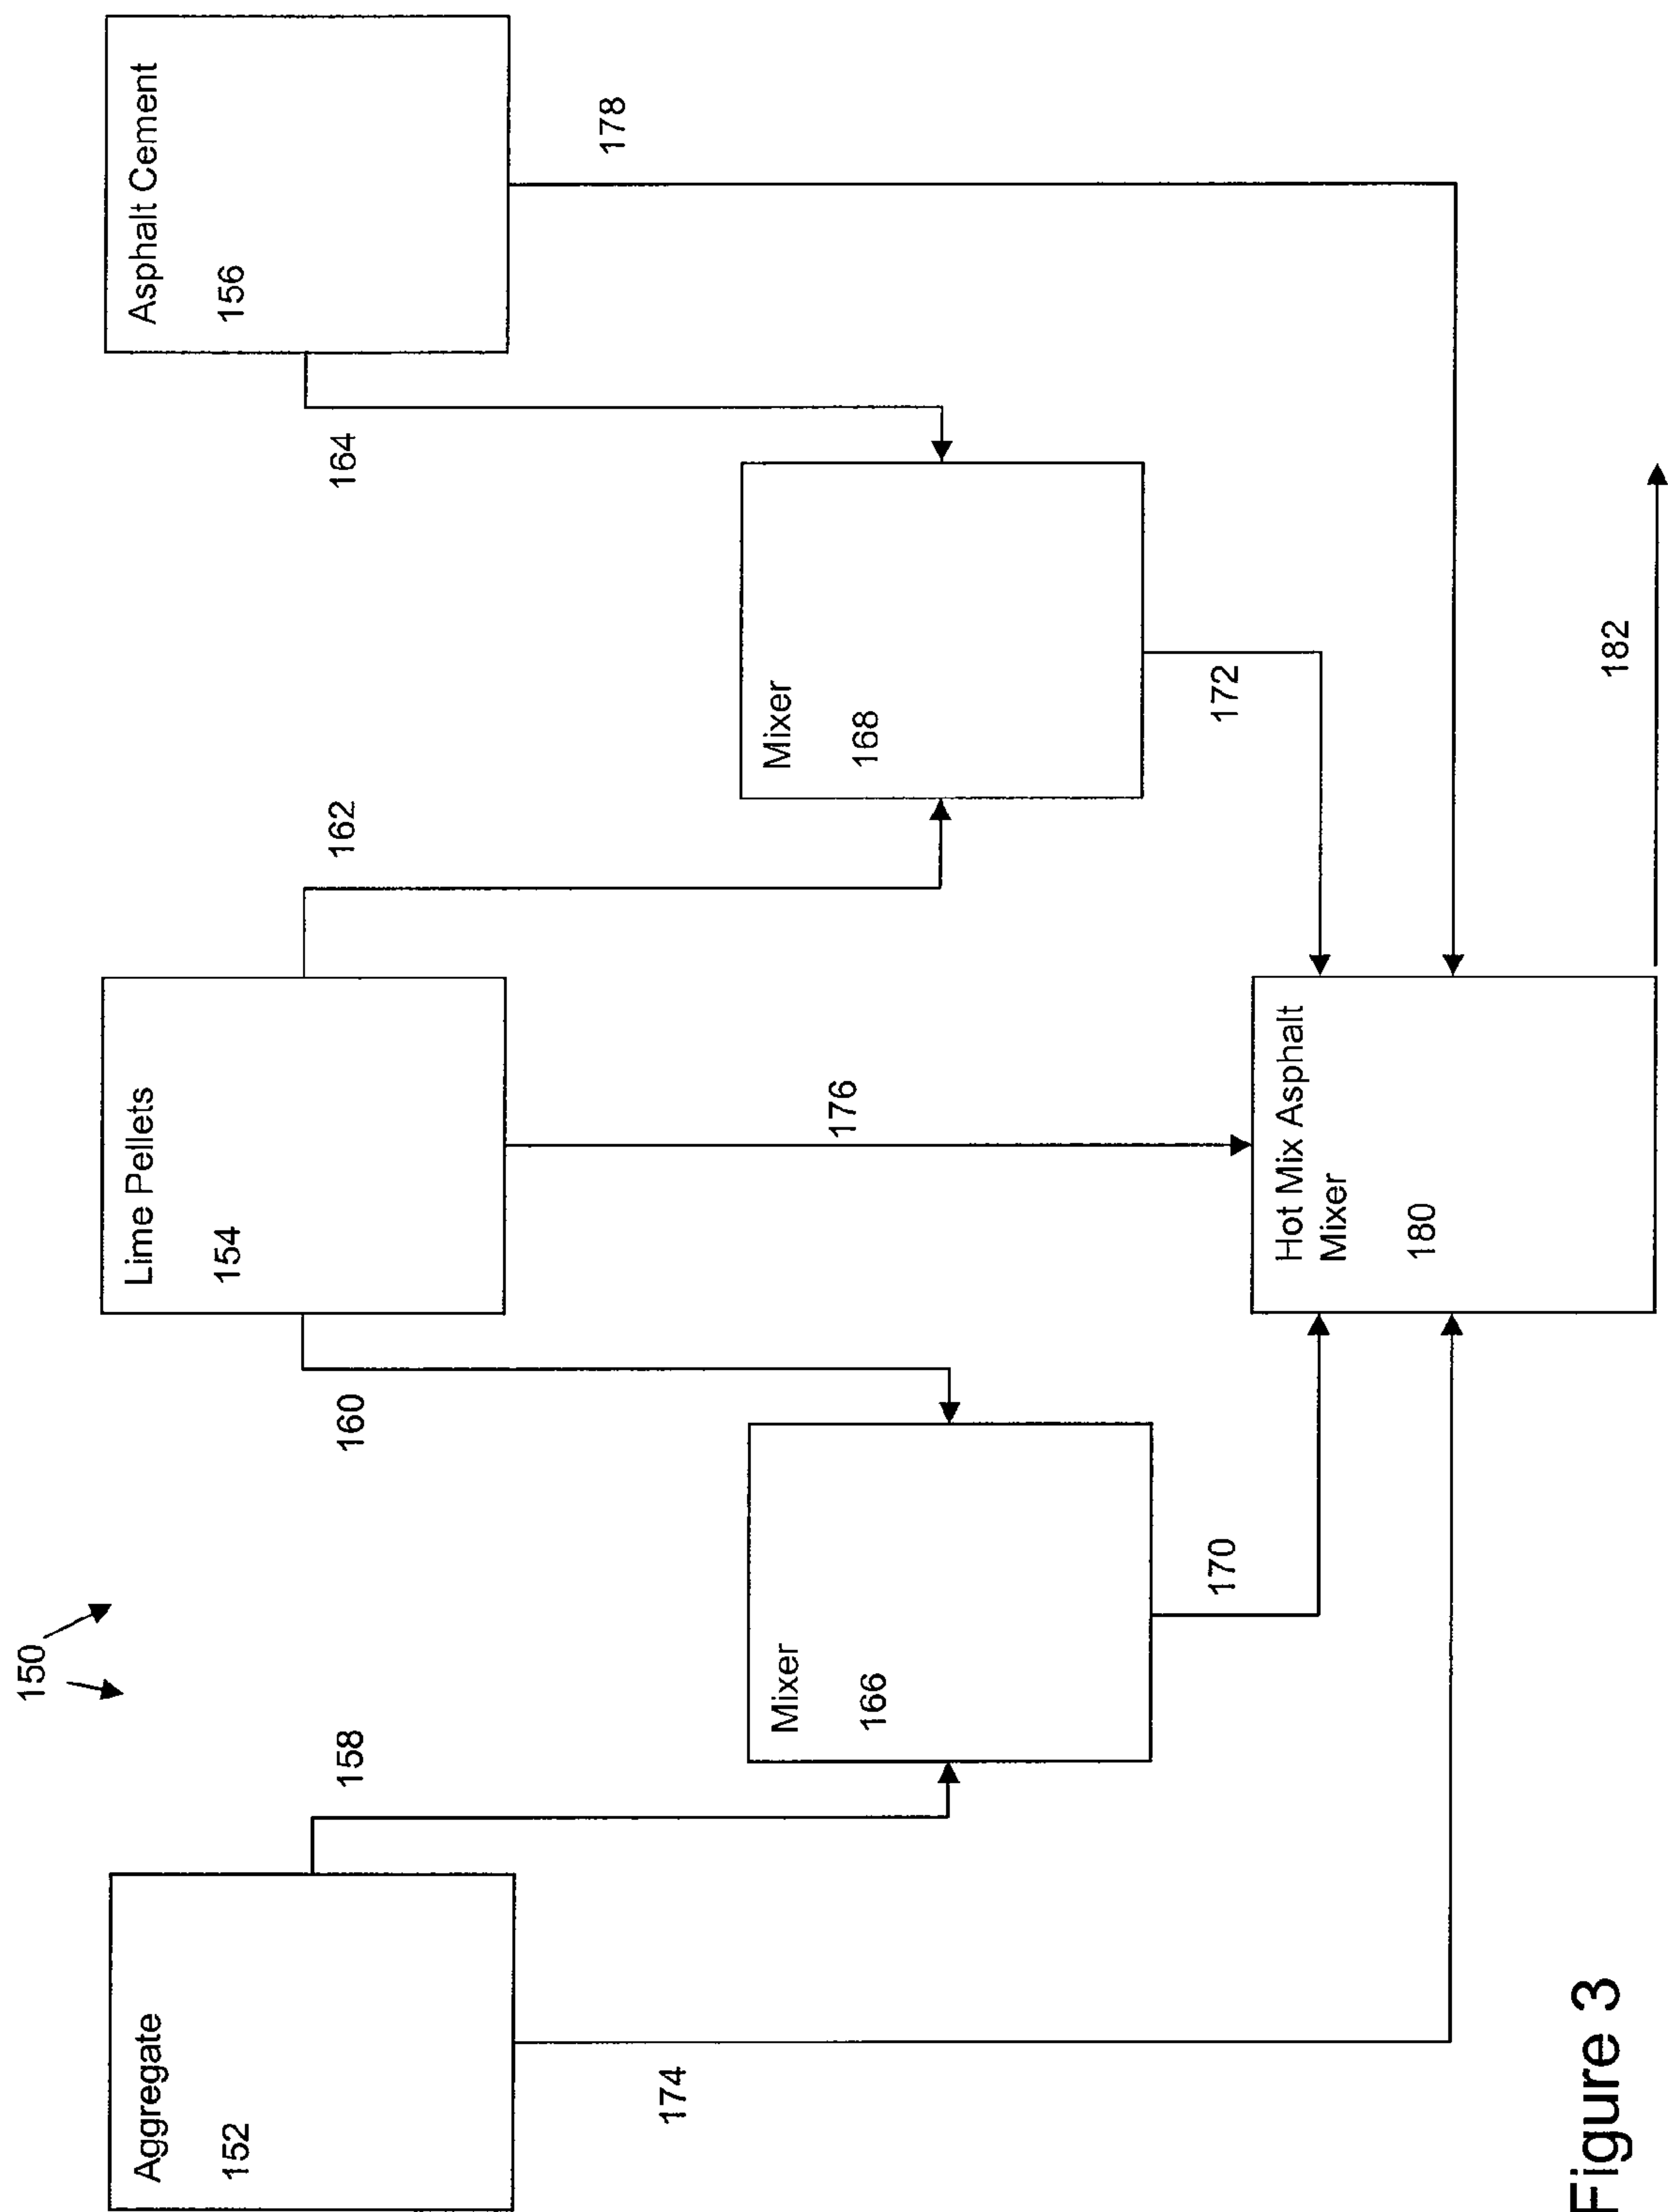 150
Aggregate
152
Lime Pellets
154
Asphalt Cement
156
158
160
162
164
174
176
178
Mixer
166
Mixer
168
170
172
Hot Mix Asphalt
Mixer
180
182
Figure 3